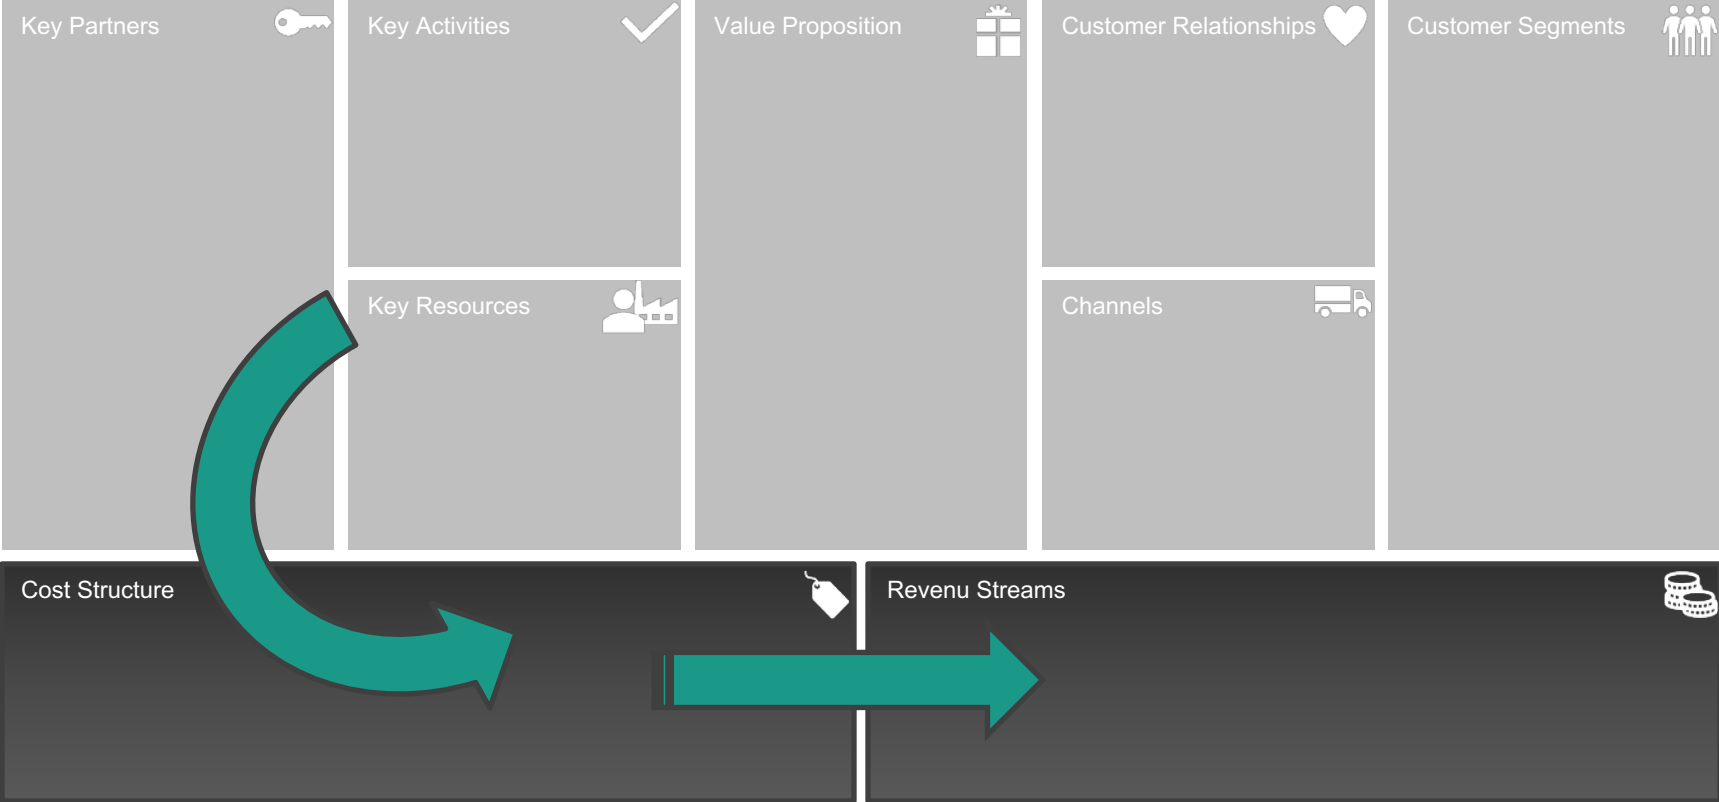 Key Partners
Key Activities
Value Proposition
Customer Relationships
Customer Segments
Key Resources
Channels
Cost Structure
Revenu Streams